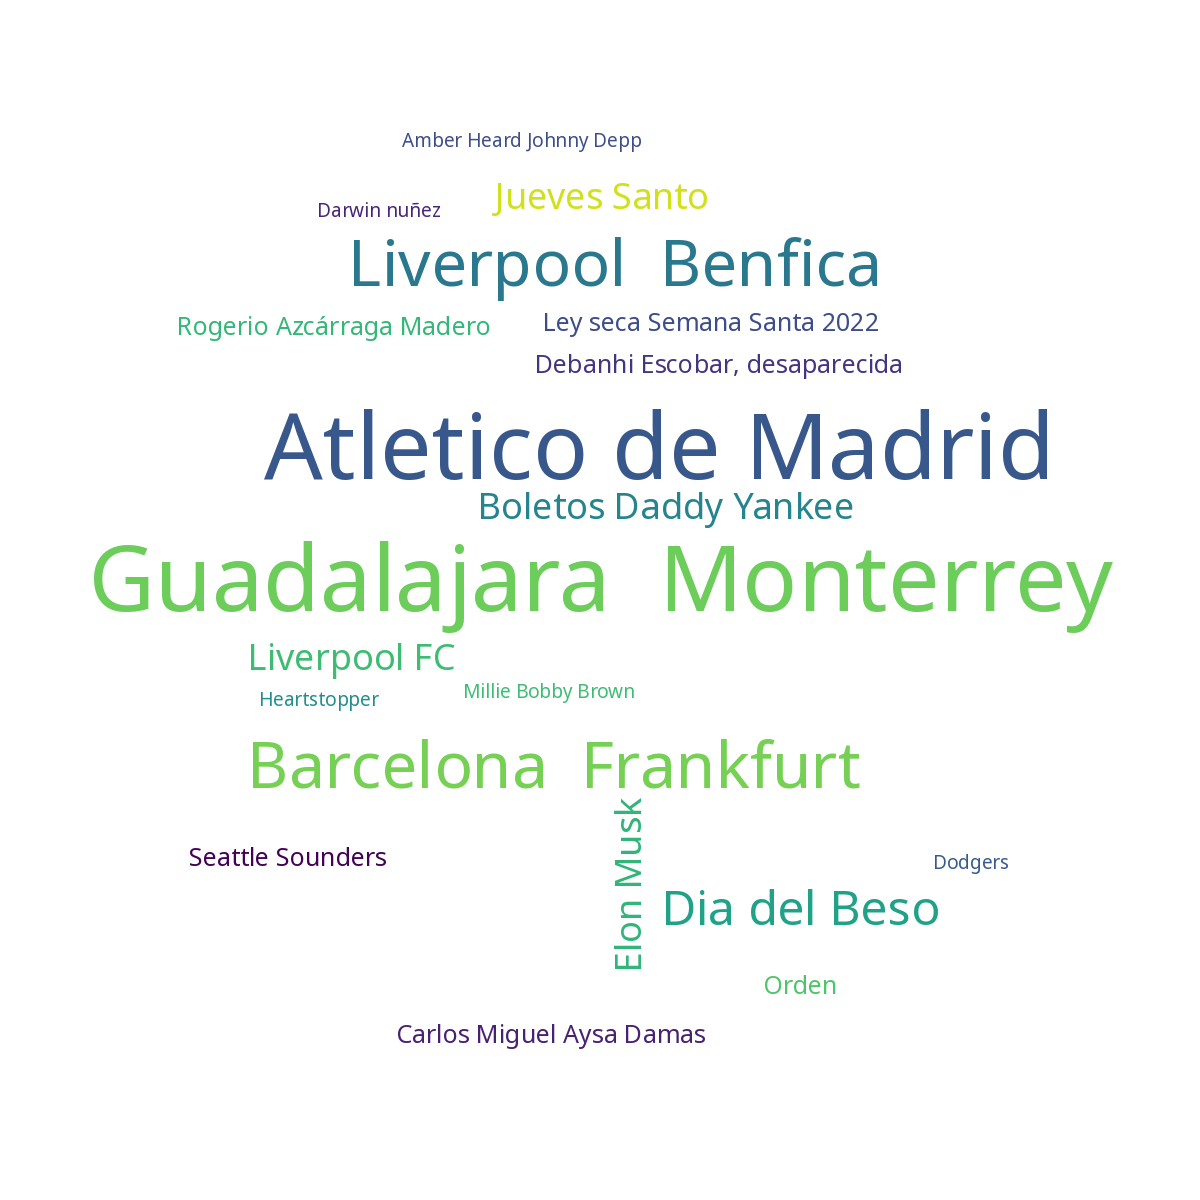 Amber Heard Johnny Depp
Jueves Santo
Darwin nuñez
Liverpool Benfica
Rogerio Azcárraga Madero
Ley seca Semana Santa 2022
Debanhi Escobar, desaparecida
Atletico de Madrid
Boletos Daddy Yankee
Guadalajara Monterrey
Liverpool FC
Millie Bobby Brown
Heartstopper
Barcelona Frankfurt
Elon Musk
Seattle Sounders
Dodgers
Dia del Beso
Orden
Carlos Miguel Aysa Damas